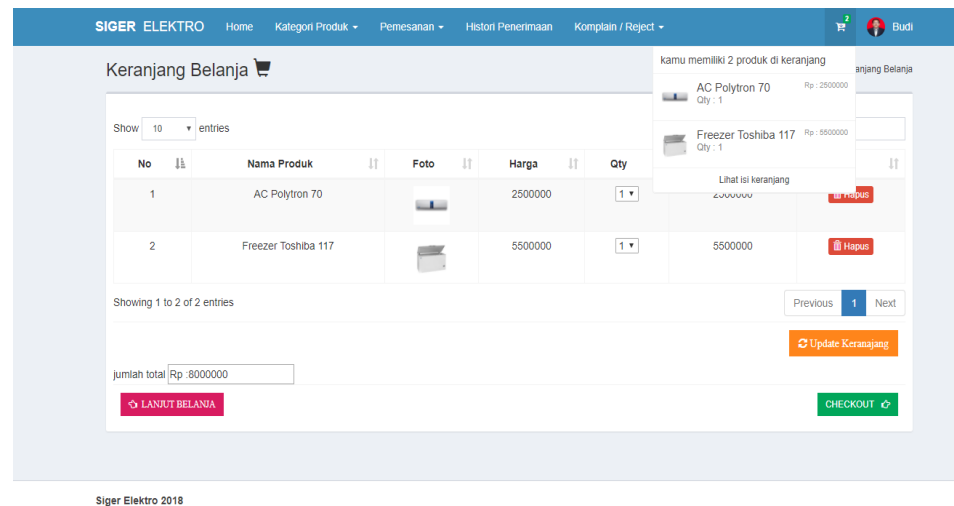 SIGER ELEKTRO Home Kategori Produk Pemesanan Histori Penerimaan Komplain / Reject 2 Budi
Keranjang Belanja
anjang Belanja
kamu memiliki 2 produk di keranjang
AC Polytron 70 Rp : 2500000
Qty : 1
Freezer Toshiba 117 Rp : 5500000
Qty : 1
Lihat isi keranjang
Show 10 entries
No Nama Produk Foto Harga Qty
1 AC Polytron 70 2500000 1 2500000 Hapus
2 Freezer Toshiba 117 5500000 1 5500000 Hapus
Showing 1 to 2 of 2 entries
Previous 1 Next
Update Keranajang
jumlah total Rp :8000000
LANJUT BELANJA
CHECKOUT
Siger Elektro 2018